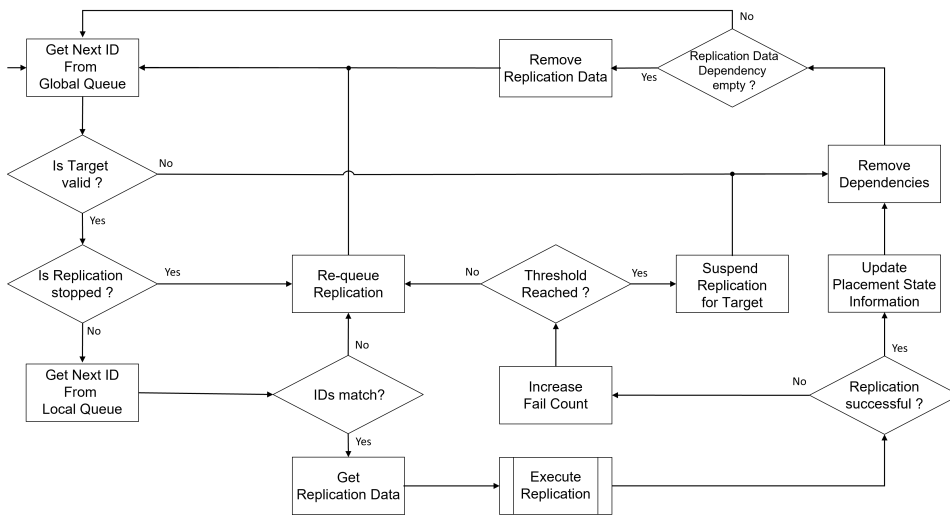 No
Get Next ID
From
Global Queue
Remove
Replication Data
Yes
Replication Data
Dependency
empty ?
Is Target
valid ?
No
Remove
Dependencies
Yes
Is Replication
stopped ?
Yes
Re-queue
Replication
No
Threshold
Reached ?
Yes
Suspend
Replication
for Target
Update
Placement State
Information
No
No
Yes
Get Next ID
From
Local Queue
IDs match?
Increase
Fail Count
No
Replication
successful ?
Yes
Get
Replication Data
Execute
Replication